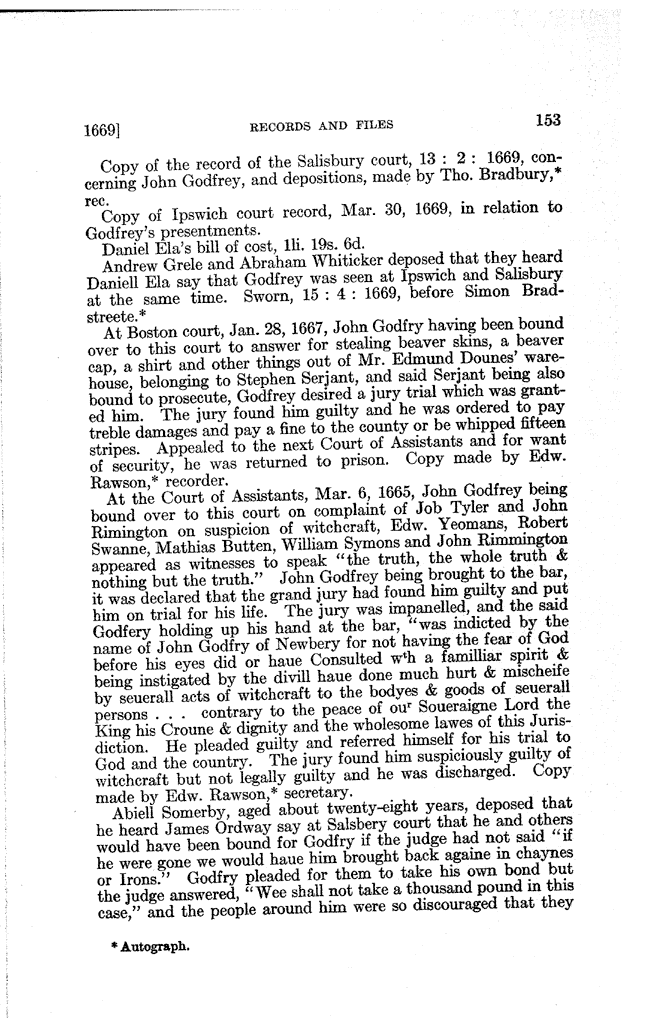 1669] RECORDS AND FILES 153
Copy of the record of the Salisbury court, 13 : 2 : 1669, con-
cerning John Godfrey, and depositions, made by Tho. Bradbury,*
rec.
Copy of Ipswich court record, Mar. 30, 1669, in relation to
Godfrey's presentments.
Daniel Ela's bill of cost, 1li. 19s. 6d.
Andrew Grele and Abraham Whiticker deposed that they heard
Daniell Ela say that Godfrey was seen at Ipswich and Salisbury
at the same time. Sworn, 15 : 4 : 1669, before Simon Brad-
streete.*
At Boston court, Jan. 28, 1667, John Godfry having been bound
over to this court to answer for stealing beaver skins, a beaver
cap, a shirt and other things out of Mr. Edmund Dounes' ware-
house, belonging to Stephen Serjant, and said Serjant being also
bound to prosecute, Godfrey desired a jury trial which was grant-
ed him. The jury found him guilty and he was ordered to pay
treble damages and pay a fine to the county or be whipped fifteen
stripes. Appealed to the next Court of Assistants and for want
of security, he was returned to prison. Copy made by Edw.
Rawson,* recorder.
At the Court of Assistants, Mar. 6, 1665, John Godfrey being
bound over to this court on complaint of Job Tyler and John
Rimington on suspicion of witchcraft, Edw. Yeomans, Robert
Swanne, Mathias Butten, William Symons and John Rimmington
appeared as witnesses to speak "the truth, the whole truth &
nothing but the truth." John Godfrey being brought to the bar,
it was declared that the grand jury had found him guilty and put
him on trial for his life. The jury was impanelled, and the said
Godfery holding up his hand at the bar, "was indicted by the
name of John Godfry of Newbery for not having the fear of God
before his eyes did or haue Consulted wth a familliar spirit &
being instigated by the divill haue done much hurt & mischeife
by seuerall acts of witchcraft to the bodyes & goods of seuerall
persons . . . contrary to the peace of our Soueraigne Lord the
King his Croune & dignity and the wholesome lawes of this Juris-
diction. He pleaded guilty and referred himself for his trial to
God and the country. The jury found him suspiciously guilty of
witchcraft but not legally guilty and he was discharged. Copy
made by Edw. Rawson,* secretary.
Abiell Somerby, aged about twenty-eight years, deposed that
he heard James Ordway say at Salsbery court that he and others
would have been bound for Godfry if the judge had not said "if
he were gone we would haue him brought back againe in chaynes
or Irons." Godfry pleaded for them to take his own bond but
the judge answered, "Wee shall not take a thousand pound in this
case," and the people around him were so discouraged that they
* Autograph.